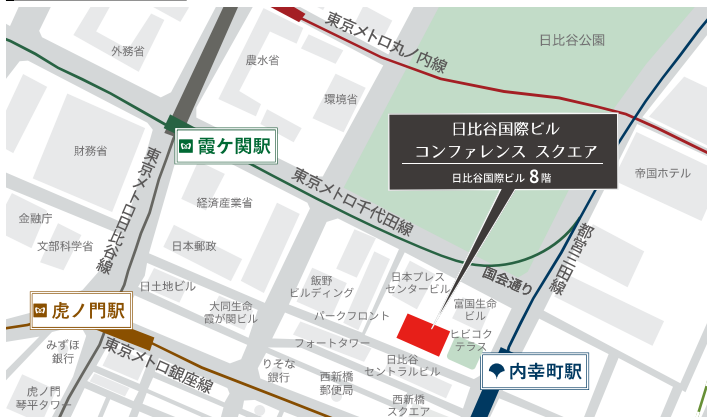 東京メトロ丸ノ内線
日比谷公園
外務省
農水省
環境省
日比谷国際ビル
コンファレンス スクエア
日比谷国際ビル 8階
霞ケ関駅
財務省
東京メトロ日比谷線
東京メトロ千代田線
帝国ホテル
経済産業省
金融庁
文部科学省
日本郵政
都営三田線
国会通り
日土地ビル
飯野
ビルディング
日本プレス
センタービル
大同生命
霞が関ビル
パークフロント
富国生命
ビル
虎ノ門駅
フォートタワー
ヒビコク
テラス
みずほ
銀行
東京メトロ銀座線
りそな
銀行
日比谷
セントラルビル
内幸町駅
西新橋
郵便局
虎ノ門
琴平タワー
西新橋
スクエア